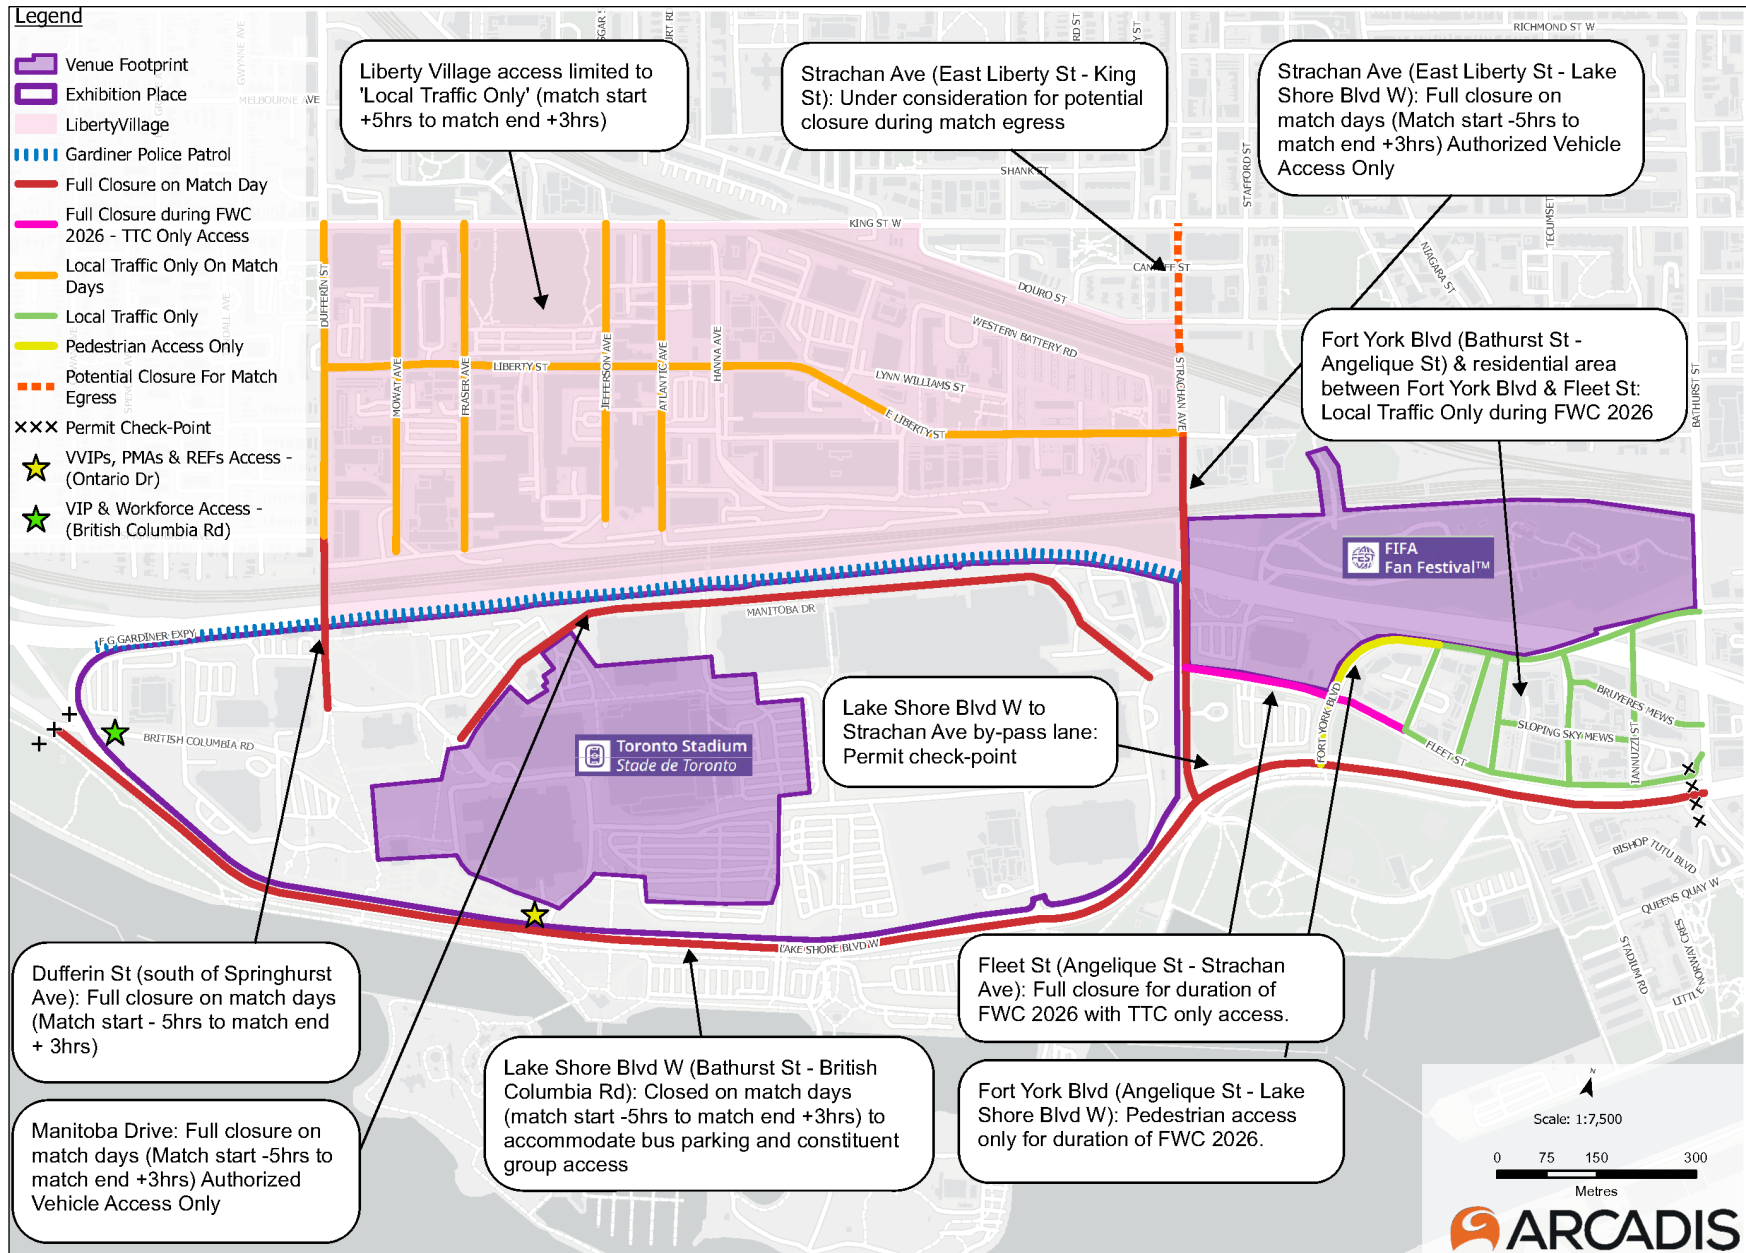 Legend
Venue Footprint
Exhibition Place
LibertyVillage
Gardiner Police Patrol
Full Closure on Match Day
Full Closure during FWC
2026 - TTC Only Access
Local Traffic Only On Match
Days
Local Traffic Only
Pedestrian Access Only
Potential Closure For Match
Egress
Permit Check-Point
VVIPs, PMAs & REFs Access -
(Ontario Dr)
VIP & Workforce Access -
(British Columbia Rd)
Liberty Village access limited to
'Local Traffic Only' (match start
+5hrs to match end +3hrs)
Strachan Ave (East Liberty St - King
St): Under consideration for potential
closure during match egress
Strachan Ave (East Liberty St - Lake
Shore Blvd W): Full closure on
match days (Match start -5hrs to
match end +3hrs) Authorized Vehicle
Access Only
Fort York Blvd (Bathurst St -
Angelique St) & residential area
between Fort York Blvd & Fleet St:
Local Traffic Only during FWC 2026
Lake Shore Blvd W to
Strachan Ave by-pass lane:
Permit check-point
Dufferin St (south of Springhurst
Ave): Full closure on match days
(Match start - 5hrs to match end
+ 3hrs)
Manitoba Drive: Full closure on
match days (Match start -5hrs to
match end +3hrs) Authorized
Vehicle Access Only
Lake Shore Blvd W (Bathurst St - British
Columbia Rd): Closed on match days
(match start -5hrs to match end +3hrs) to
accommodate bus parking and constituent
group access
Fleet St (Angelique St - Strachan
Ave): Full closure for duration of
FWC 2026 with TTC only access.
Fort York Blvd (Angelique St - Lake
Shore Blvd W): Pedestrian access
only for duration of FWC 2026.
FIFA
Fan Festival™
Toronto Stadium
Stade de Toronto
RICHMOND ST W
GWYNNE AVE
MELBOURNE AVE
SHANK ST
STAFFORD ST
KING ST W
NIAGARA ST
DOURO ST
WESTERN BATTERY RD
LYNN WILLIAMS ST
E LIBERTY ST
LIBERTY ST
DUFFERIN ST
MOWAT AVE
FRASER AVE
JEFFERSON AVE
ATLANTIC AVE
HANNA AVE
STRACHAN AVE
BATHURST ST
F G GARDINER EXPY
MANITOBA DR
BRITISH COLUMBIA RD
FORT YORK BLVD
FLEET ST
BRUYERES MEWS
SLOPING SKY MEWS
IANNUZZI ST
LAKE SHORE BLVD W
BISHOP TUTU BLVD
QUEENS QUAY W
STADIUM RD
N
Scale: 1:7,500
0 75 150 300
Metres
ARCADIS